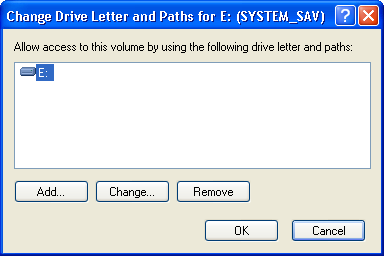 Change Drive Letter and Paths for E: (SYSTEM_SAV)
Allow access to this volume by using the following drive letter and paths:
E:
Add... Change... Remove
OK Cancel